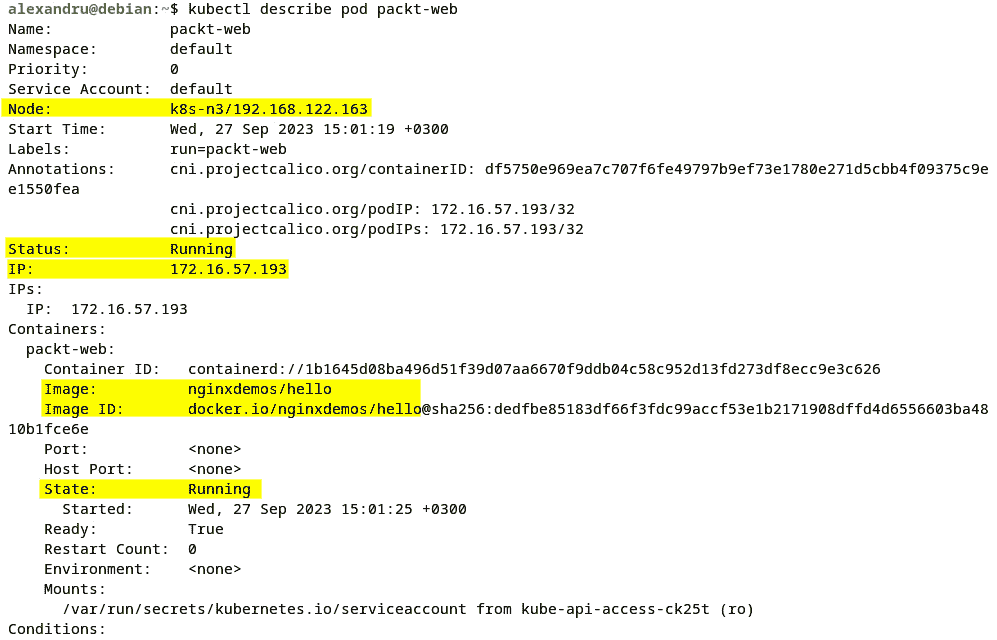 alexandru@debian:~$ kubectl describe pod packt-web
Name:             packt-web
Namespace:        default
Priority:         0
Service Account:  default
Node:             k8s-n3/192.168.122.163
Start Time:       Wed, 27 Sep 2023 15:01:19 +0300
Labels:           run=packt-web
Annotations:      cni.projectcalico.org/containerID: df5750e969ea7c707f6fe49797b9ef73e1780e271d5cbb4f09375c9e
e1550fea
                  cni.projectcalico.org/podIP: 172.16.57.193/32
                  cni.projectcalico.org/podIPs: 172.16.57.193/32
Status:           Running
IP:               172.16.57.193
IPs:
  IP:  172.16.57.193
Containers:
  packt-web:
    Container ID:   containerd://1b1645d08ba496d51f39d07aa6670f9ddb04c58c952d13fd273df8ecc9e3c626
    Image:          nginxdemos/hello
    Image ID:       docker.io/nginxdemos/hello@sha256:dedfbe85183df66f3fdc99accf53e1b2171908dffd4d6556603ba48
10b1fce6e
    Port:           <none>
    Host Port:      <none>
    State:          Running
      Started:      Wed, 27 Sep 2023 15:01:25 +0300
    Ready:          True
    Restart Count:  0
    Environment:    <none>
    Mounts:
      /var/run/secrets/kubernetes.io/serviceaccount from kube-api-access-ck25t (ro)
Conditions: